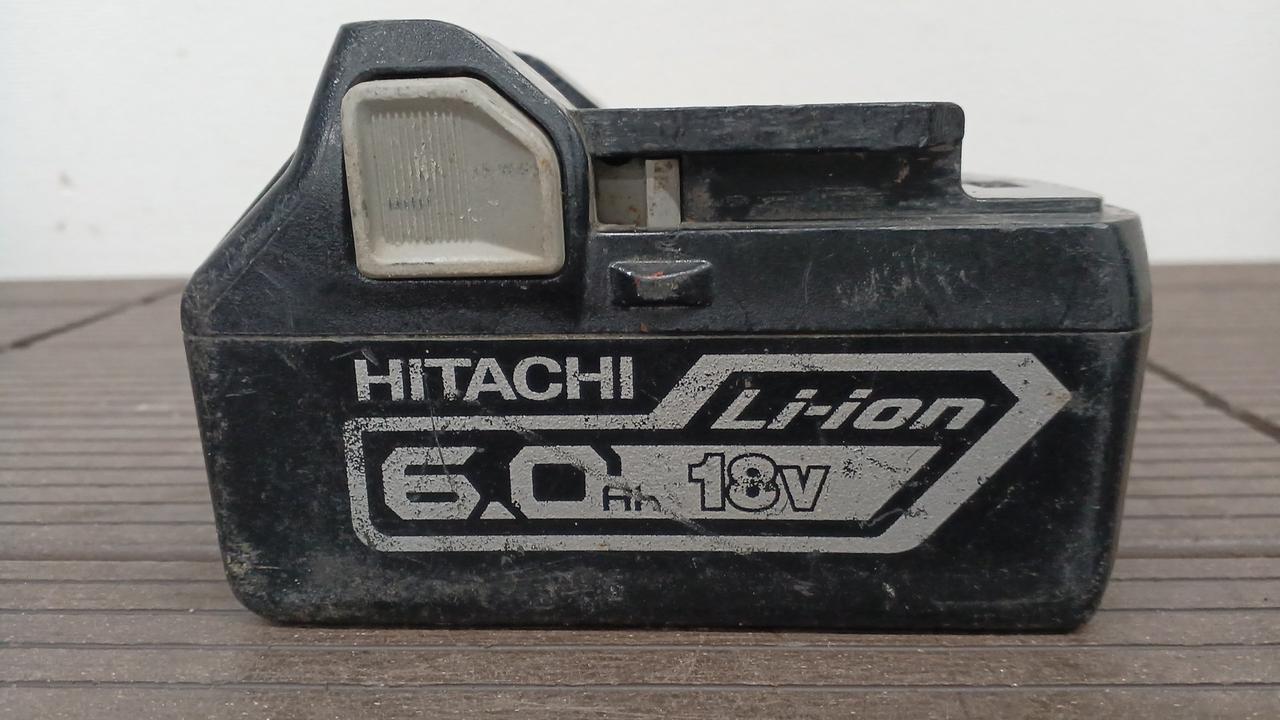 HITACHI
Li-ion
6.0Ah 18V